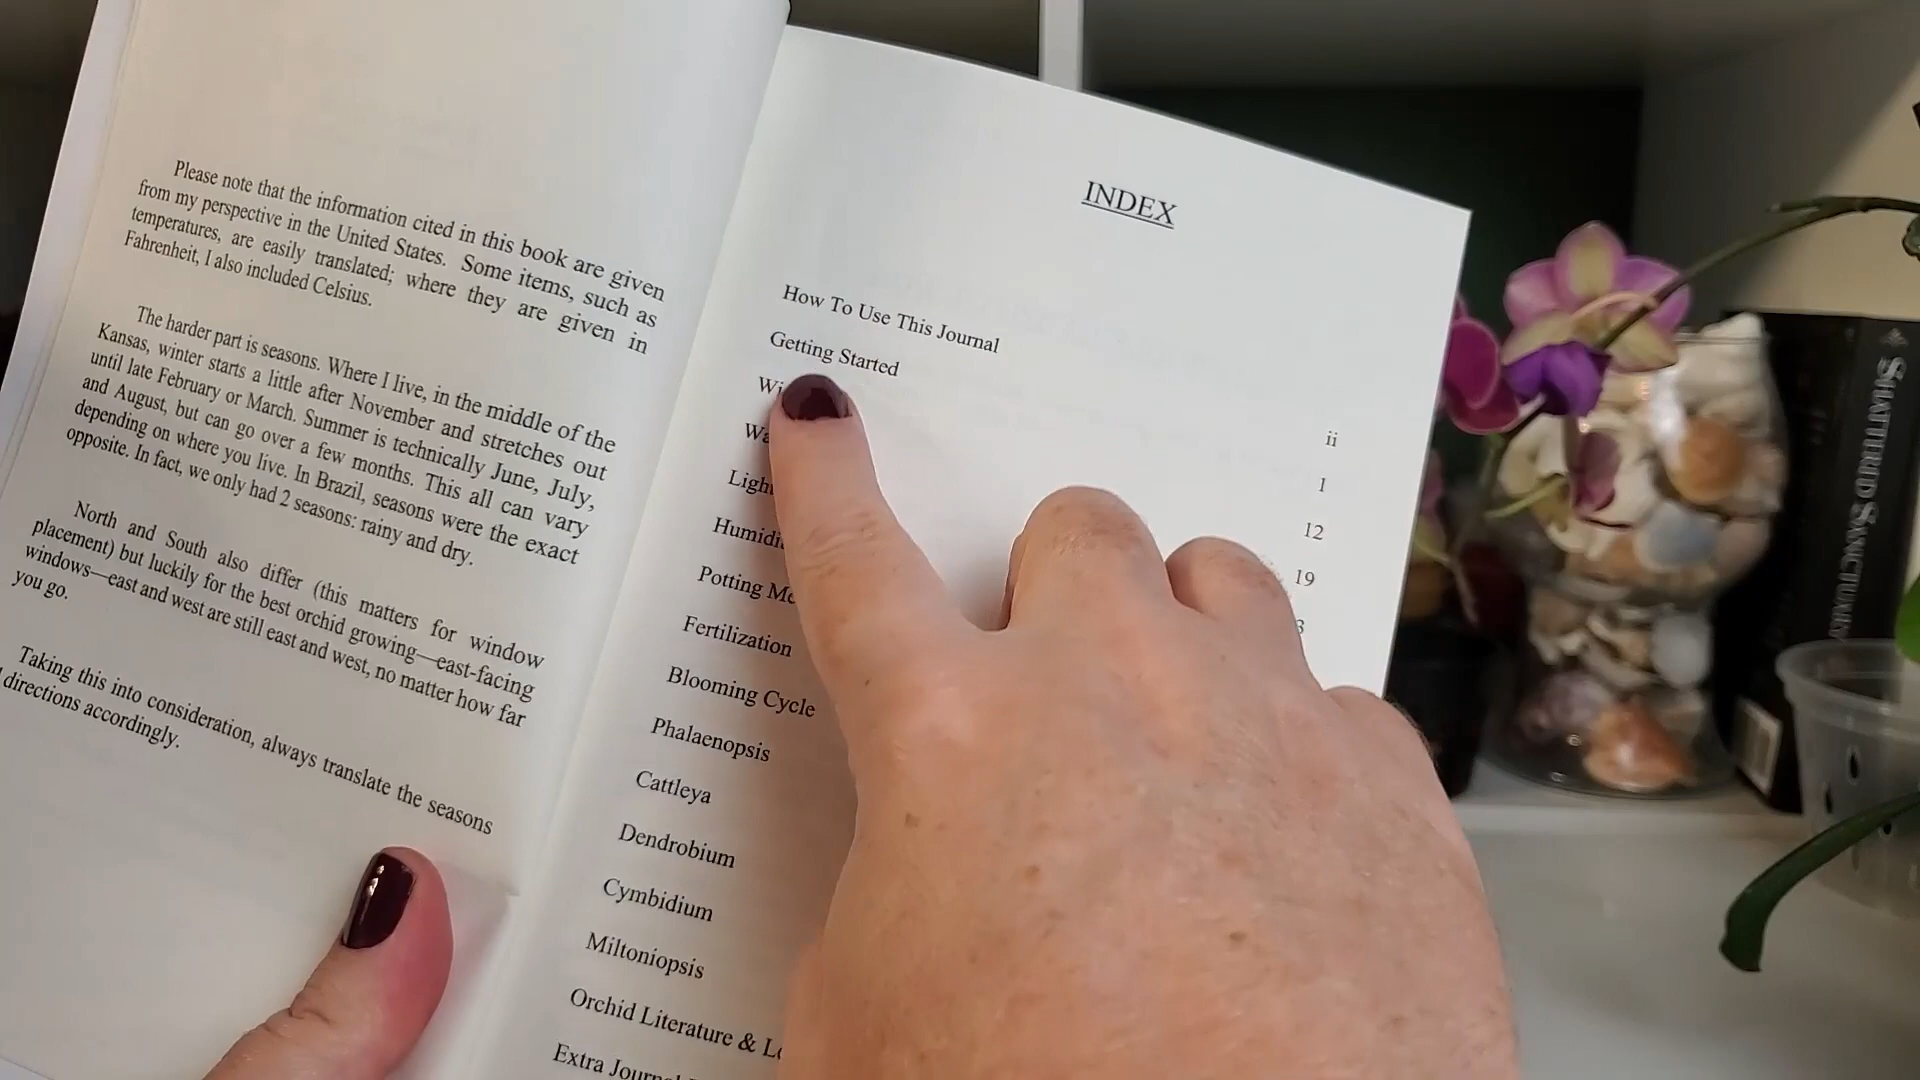 Please note that the information cited in this book are given
from my perspective in the United States. Some items, such as
temperatures, are easily translated; where they are given in
Fahrenheit, I also included Celsius.
The harder part is seasons. Where I live, in the middle of the
Kansas, winter starts a little after November and stretches out
until late February or March. Summer is technically June, July,
and August, but can go over a few months. This all can vary
depending on where you live. In Brazil, seasons were the exact
opposite. In fact, we only had 2 seasons: rainy and dry.
North and South also differ (this matters for window
placement) but luckily for the best orchid growing—east-facing
windows—east and west are still east and west, no matter how far
you go.
Taking this into consideration, always translate the seasons
directions accordingly.
INDEX
How To Use This Journal
ii
Getting Started
1
12
19
Potting
Fertilization
Blooming Cycle
Phalaenopsis
Cattleya
Dendrobium
Cymbidium
Miltoniopsis
Orchid Literature &
Extra
SHATTERED SANCTUARY